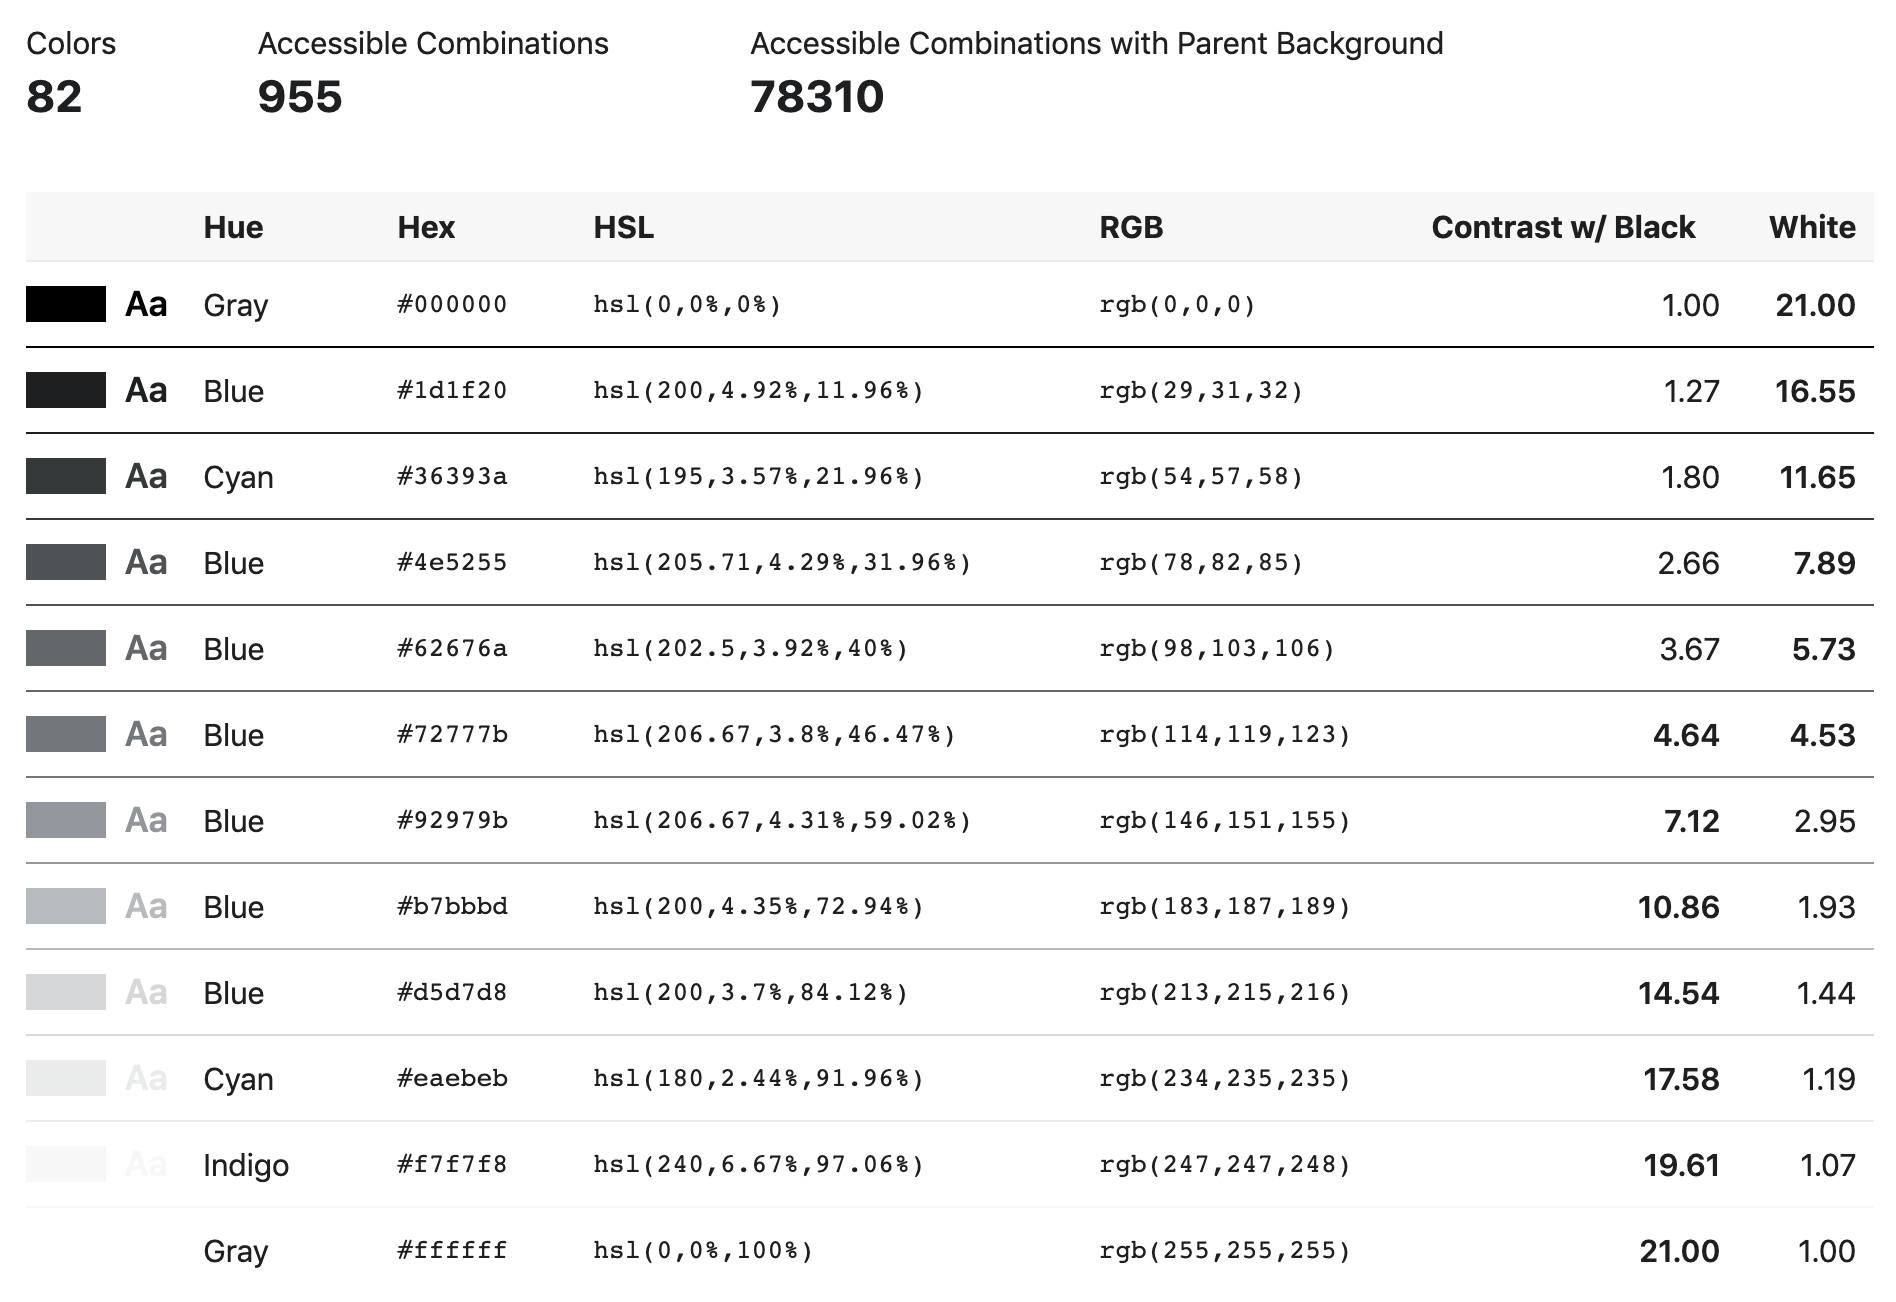 Colors Accessible Combinations Accessible Combinations with Parent Background
82 955 78310
Hue Hex HSL RGB Contrast w/ Black White
Aa Gray #000000 hsl(0,0%,0%) rgb(0,0,0) 1.00 21.00
Aa Blue #1d1f20 hsl(200,4.92%,11.96%) rgb(29,31,32) 1.27 16.55
Aa Cyan #36393a hsl(195,3.57%,21.96%) rgb(54,57,58) 1.80 11.65
Aa Blue #4e5255 hsl(205.71,4.29%,31.96%) rgb(78,82,85) 2.66 7.89
Aa Blue #62676a hsl(202.5,3.92%,40%) rgb(98,103,106) 3.67 5.73
Aa Blue #72777b hsl(206.67,3.8%,46.47%) rgb(114,119,123) 4.64 4.53
Aa Blue #92979b hsl(206.67,4.31%,59.02%) rgb(146,151,155) 7.12 2.95
Aa Blue #b7bbbd hsl(200,4.35%,72.94%) rgb(183,187,189) 10.86 1.93
Aa Blue #d5d7d8 hsl(200,3.7%,84.12%) rgb(213,215,216) 14.54 1.44
Aa Cyan #eaebeb hsl(180,2.44%,91.96%) rgb(234,235,235) 17.58 1.19
Aa Indigo #f7f7f8 hsl(240,6.67%,97.06%) rgb(247,247,248) 19.61 1.07
Gray #ffffff hsl(0,0%,100%) rgb(255,255,255) 21.00 1.00